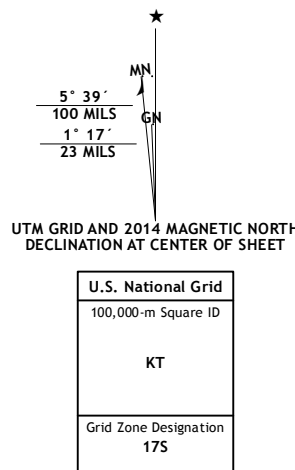 ★
MN
5° 39´
100 MILS
GN
1° 17´
23 MILS
UTM GRID AND 2014 MAGNETIC NORTH
DECLINATION AT CENTER OF SHEET
U.S. National Grid
100,000-m Square ID
KT
Grid Zone Designation
17S